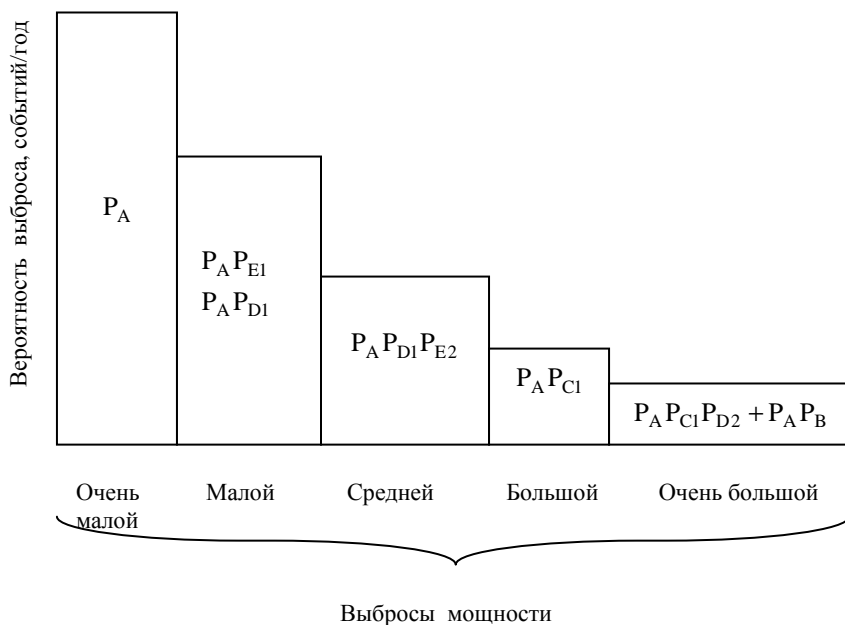 Вероятность выброса, событий/год
P_A
P_A P_E1
P_A P_D1
P_A P_D1 P_E2
P_A P_C1
P_A P_C1 P_D2 + P_A P_B
Очень малой
Малой
Средней
Большой
Очень большой
Выбросы мощности